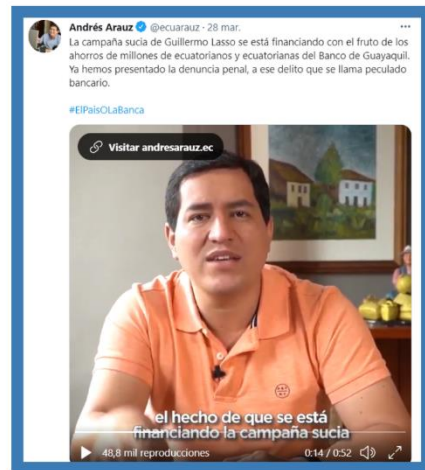 Andrés Arauz @ecuarauz · 28 mar.
La campaña sucia de Guillermo Lasso se está financiando con el fruto de los
ahorros de millones de ecuatorianos y ecuatorianas del Banco de Guayaquil.
Ya hemos presentado la denuncia penal, a ese delito que se llama peculado
bancario.
#ElPaisOLaBanca
Visitar andresarauz.ec
el hecho de que se está
financiando la campaña sucia
48,8 mil reproducciones 0:14 / 0:52